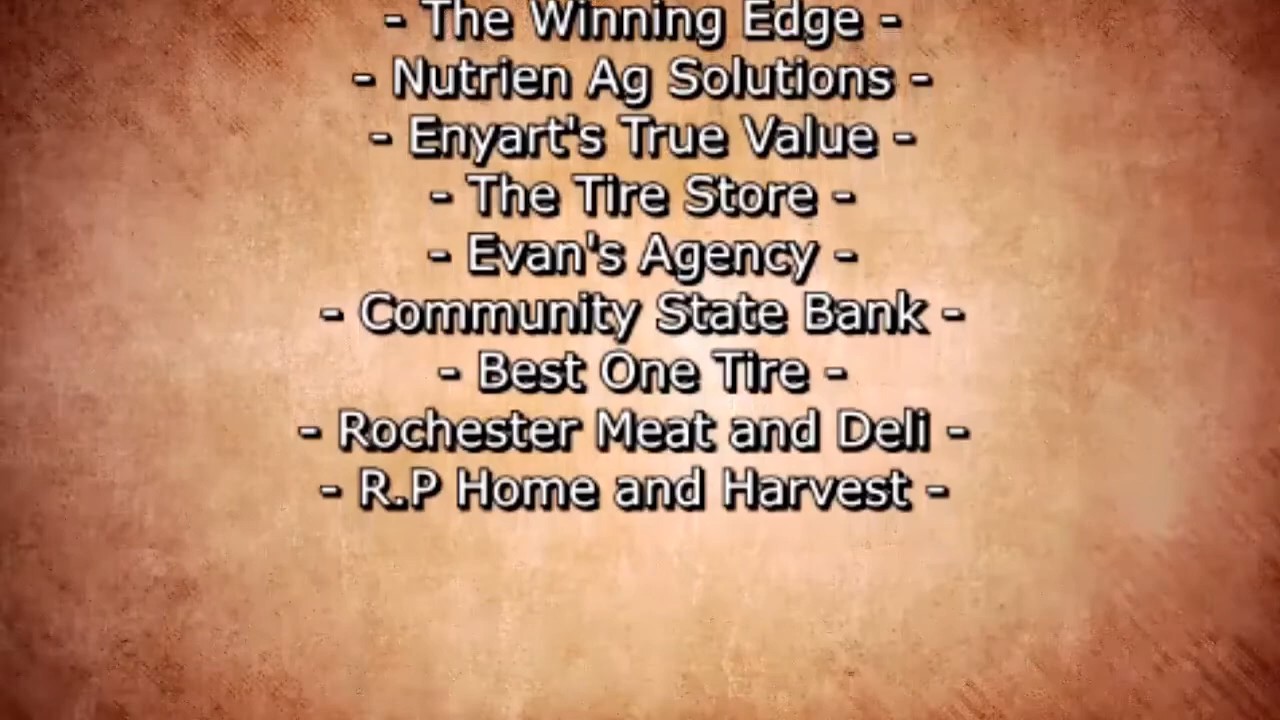 - The Winning Edge -
- Nutrien Ag Solutions -
- Enyart's True Value -
- The Tire Store -
- Evan's Agency -
- Community State Bank -
- Best One Tire -
- Rochester Meat and Deli -
- R.P Home and Harvest -